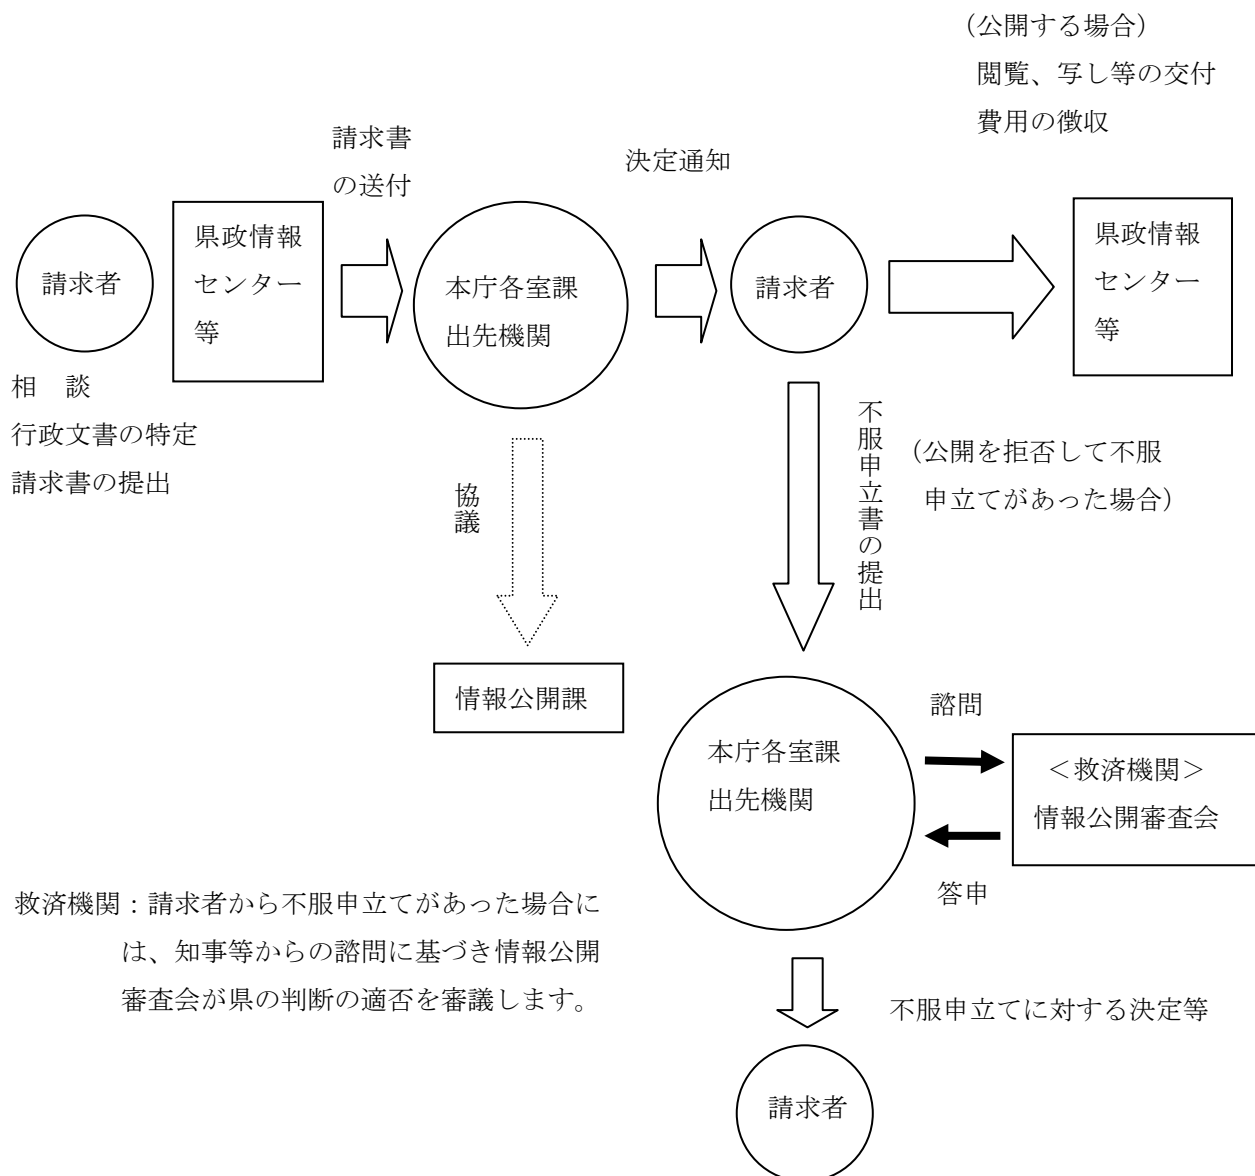 （公開する場合）
閲覧、写し等の交付
費用の徴収
請求書
の送付
決定通知
請求者
県政情報
センター
等
本庁各室課
出先機関
請求者
県政情報
センター
等
相　談
行政文書の特定
請求書の提出
協議
不服申立書の提出
（公開を拒否して不服
申立てがあった場合）
情報公開課
本庁各室課
出先機関
諮問
＜救済機関＞
情報公開審査会
答申
救済機関：請求者から不服申立てがあった場合に
は、知事等からの諮問に基づき情報公開
審査会が県の判断の適否を審議します。
不服申立てに対する決定等
請求者